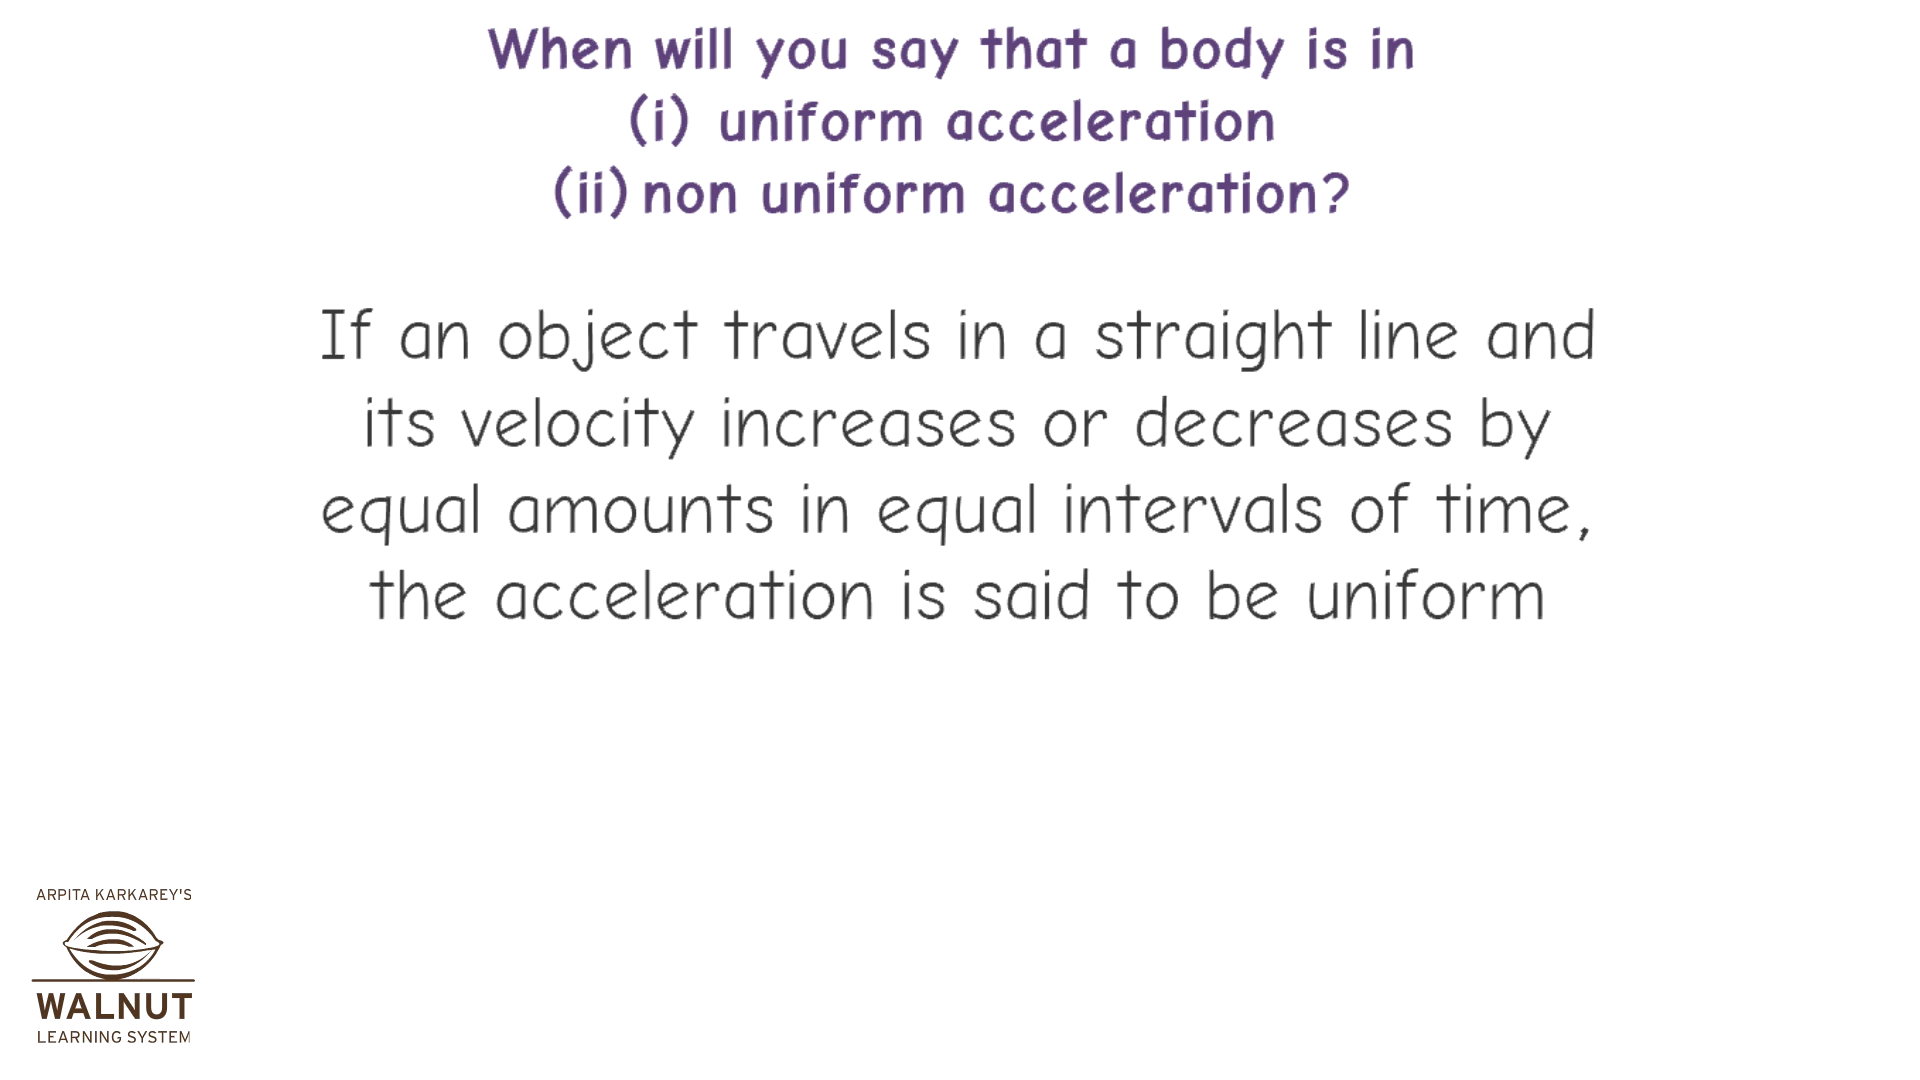 When will you say that a body is in
(i) uniform acceleration
(ii) non uniform acceleration?
If an object travels in a straight line and
its velocity increases or decreases by
equal amounts in equal intervals of time,
the acceleration is said to be uniform
ARPITA KARKAREY'S
WALNUT
LEARNING SYSTEM